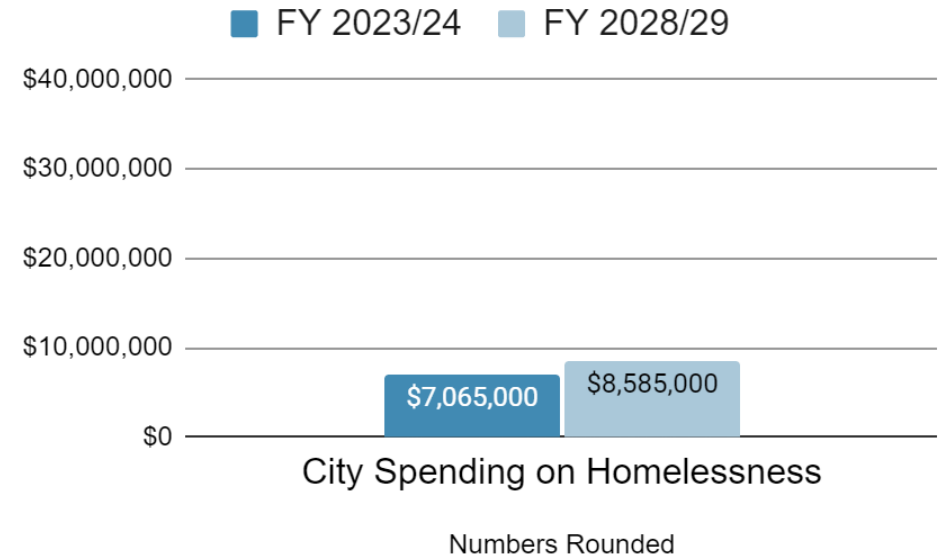 FY 2023/24 FY 2028/29
$40,000,000
$30,000,000
$20,000,000
$10,000,000
$7,065,000 $8,585,000
$0
City Spending on Homelessness
Numbers Rounded